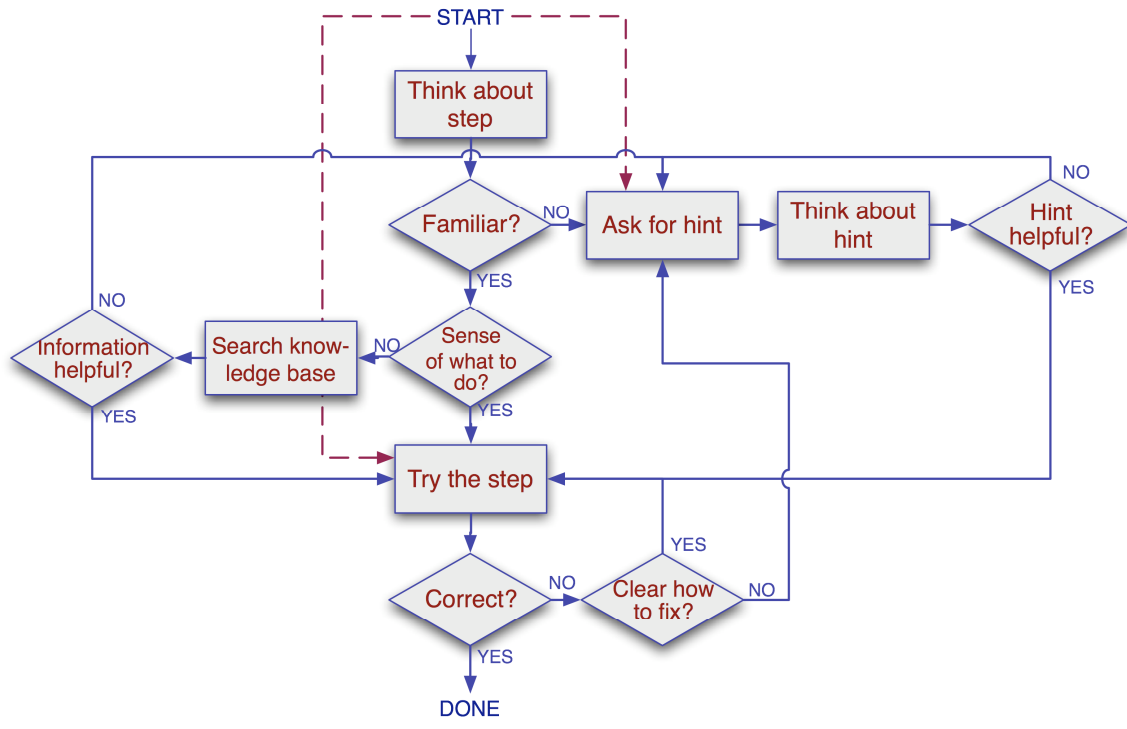 START
Think about
step
NO
Familiar?
NO
Ask for hint
Think about
hint
Hint
helpful?
YES
YES
NO
Information
helpful?
Search know-
ledge base
NO
Sense
of what to
do?
YES
YES
Try the step
YES
Correct?
NO
Clear how
to fix?
NO
YES
DONE